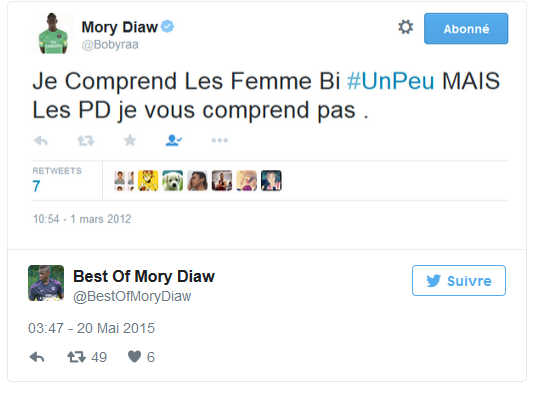 Mory Diaw
@Bobyraa
Abonné
Je Comprend Les Femme Bi #UnPeu MAIS
Les PD je vous comprend pas .
RETWEETS
7
10:54 - 1 mars 2012
Best Of Mory Diaw
@BestOfMoryDiaw
Suivre
03:47 - 20 Mai 2015
49 6